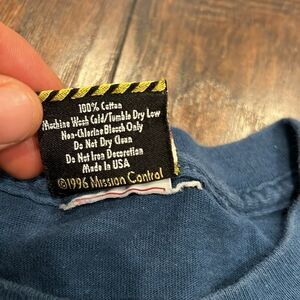 100% Cotton
Machine Wash Cold/Tumble Dry Low
Non-Chlorine Bleach Only
Do Not Dry Clean
Do Not Iron Decoration
Made in USA
©1996 Mission Control